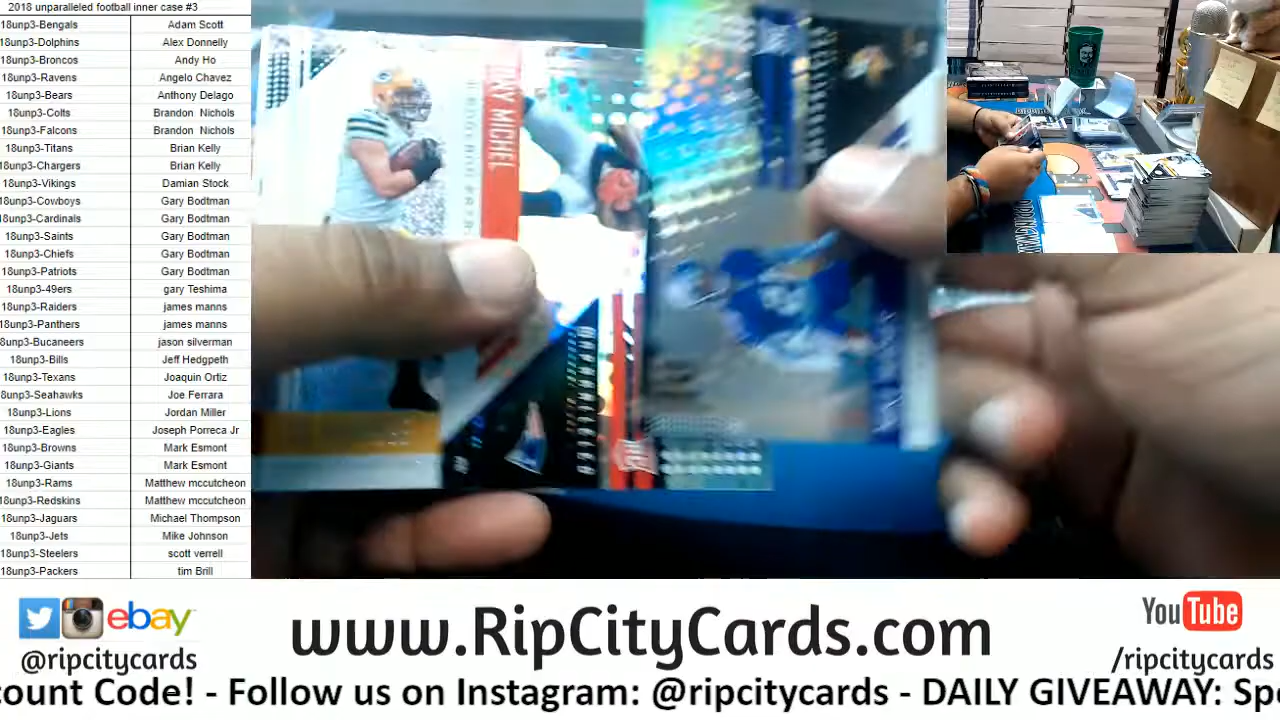 2018 unparalleled football inner case #3
18unp3-Bengals Adam Scott
18unp3-Dolphins Alex Donnelly
18unp3-Broncos Andy Ho
18unp3-Ravens Angelo Chavez
18unp3-Bears Anthony Delago
18unp3-Colts Brandon Nichols
18unp3-Falcons Brandon Nichols
18unp3-Titans Brian Kelly
18unp3-Chargers Brian Kelly
18unp3-Vikings Damian Stock
18unp3-Cowboys Gary Bodtman
18unp3-Cardinals Gary Bodtman
18unp3-Saints Gary Bodtman
18unp3-Chiefs Gary Bodtman
18unp3-Patriots Gary Bodtman
18unp3-49ers gary Teshima
18unp3-Raiders james manns
18unp3-Panthers james manns
18unp3-Bucaneers jason silverman
18unp3-Bills Jeff Hedgpeth
18unp3-Texans Joaquin Ortiz
18unp3-Seahawks Joe Ferrara
18unp3-Lions Jordan Miller
18unp3-Eagles Joseph Porreca Jr
18unp3-Browns Mark Esmont
18unp3-Giants Mark Esmont
18unp3-Rams Matthew mccutcheon
18unp3-Redskins Matthew mccutcheon
18unp3-Jaguars Michael Thompson
18unp3-Jets Mike Johnson
18unp3-Steelers scott verrell
18unp3-Packers tim Brill
MICHEL
ebay
@ripcitycards
www.RipCityCards.com
YouTube
/ripcitycards
count Code! - Follow us on Instagram: @ripcitycards - DAILY GIVEAWAY: Spe